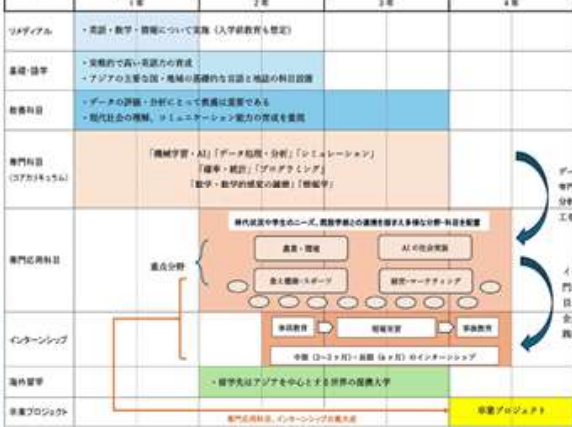 1年
2年
3年
4年
リメディアル
・英語・数学・情報について実施（入学前教育も想定）
基礎・語学
・実践的で高い英語力の育成
・アジアの主要な国・地域の基礎的な言語と地誌の科目設置
教養科目
・データの評価・分析にとって教養は重要である
・現代社会の理解、コミュニケーション能力の育成を重視
専門科目
(コアカリキュラム)
「機械学習・AI」「データ処理・分析」「シミュレーション」
「確率・統計」「プログラミング」
「数学・数学的感覚の鍛錬」「情報学」
時代状況や学生のニーズ、既設学部との連携を踏まえ多様な分野・科目を配置
専門応用科目
重点分野
農業・環境
AIの社会実装
食と健康・スポーツ
経営・マーケティング
インターンシップ
事前教育
現場実習
事後教育
中期（2～3ヶ月）・長期（6ヶ月）のインターンシップ
海外留学
・留学先はアジアを中心とする世界の提携大学
卒業プロジェクト
専門応用科目、インターンシップの集大成
卒業プロジェクト